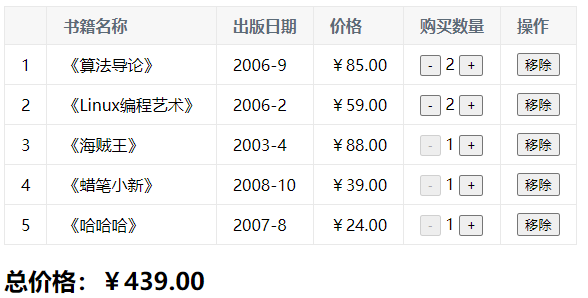 书籍名称 出版日期 价格 购买数量 操作
1 《算法导论》 2006-9 ￥85.00 - 2 + 移除
2 《Linux编程艺术》 2006-2 ￥59.00 - 2 + 移除
3 《海贼王》 2003-4 ￥88.00 - 1 + 移除
4 《蜡笔小新》 2008-10 ￥39.00 - 1 + 移除
5 《哈哈哈》 2007-8 ￥24.00 - 1 + 移除
总价格：￥439.00